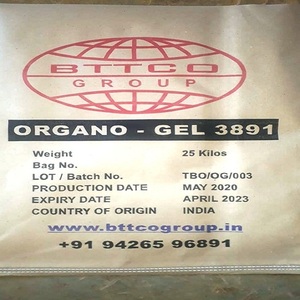 BTTCO
GROUP
ORGANO - GEL 3891
Weight 25 Kilos
Bag No.
LOT / Batch No. TBO/OG/003
PRODUCTION DATE MAY 2020
EXPIRY DATE APRIL 2023
COUNTRY OF ORIGIN INDIA
www.bttcogroup.in
+91 94265 96891